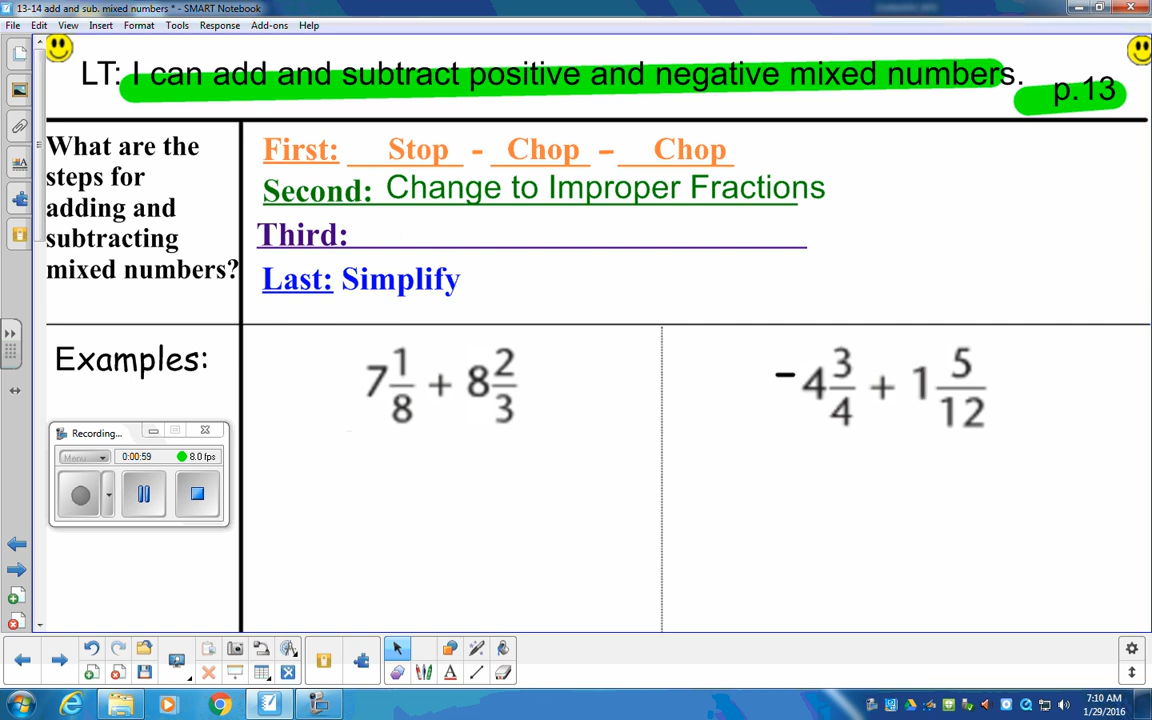 13-14 add and sub. mixed numbers * - SMART Notebook
File Edit View Insert Format Tools Response Add-ons Help
LT: I can add and subtract positive and negative mixed numbers.
p.13
What are the
steps for
adding and
subtracting
mixed numbers?
First: Stop - Chop - Chop
Second: Change to Improper Fractions
Third:
Last: Simplify
Examples:
7 1/8 + 8 2/3
-4 3/4 + 1 5/12
Recording...
Menu 0:00:59 8.0 fps
7:10 AM
1/29/2016